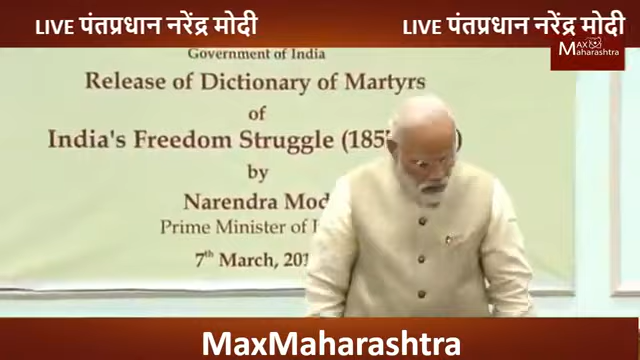 LIVE पंतप्रधान नरेंद्र मोदी
LIVE पंतप्रधान नरेंद्र मोदी
MAX
Maharashtra
Government of India
Release of Dictionary of Martyrs
of
India's Freedom Struggle (185
by
Narendra Mod
Prime Minister of I
7th March, 201
MaxMaharashtra